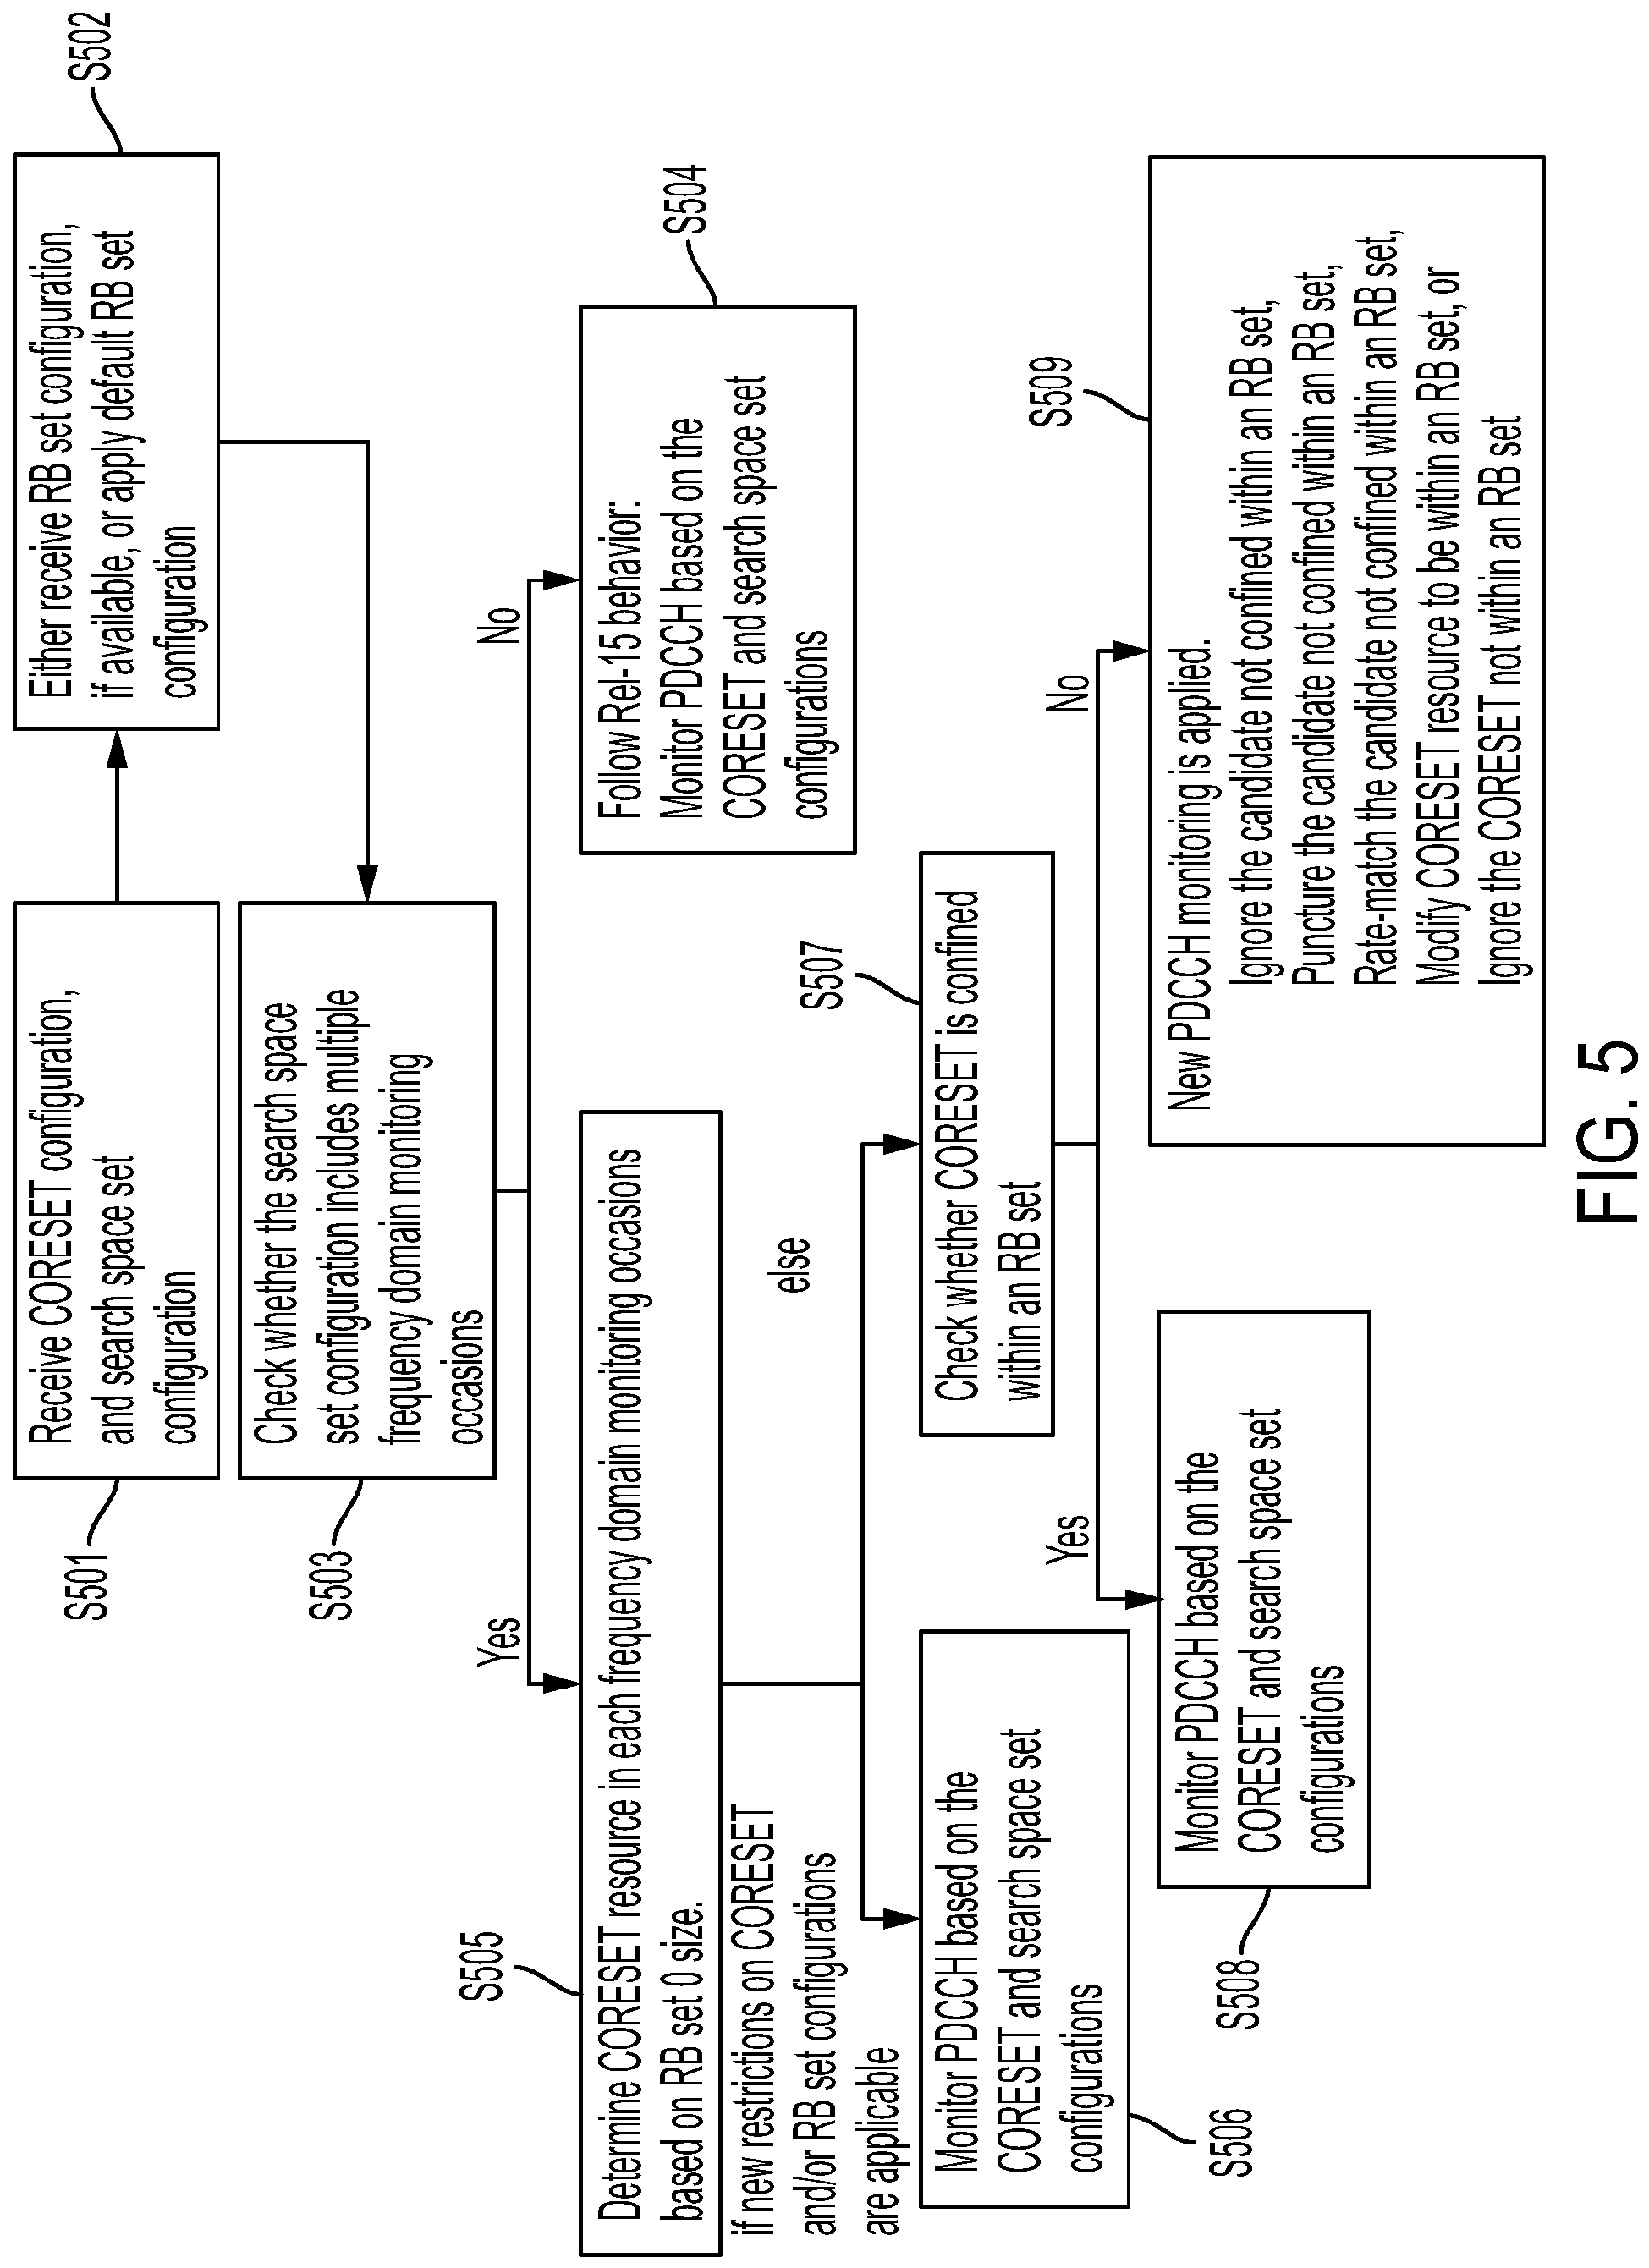 S501
Receive CORESET configuration,
and search space set
configuration
S502
Either receive RB set configuration,
if available, or apply default RB set
configuration
S503
Check whether the search space
set configuration includes multiple
frequency domain monitoring
occasions
Yes
No
S504
Follow Rel-15 behavior.
Monitor PDCCH based on the
CORESET and search space set
configurations
S505
Determine CORESET resource in each frequency domain monitoring occasions
based on RB set 0 size.
if new restrictions on CORESET
and/or RB set configurations
are applicable
else
S506
Monitor PDCCH based on the
CORESET and search space set
configurations
S507
Check whether CORESET is confined
within an RB set
Yes
No
S508
Monitor PDCCH based on the
CORESET and search space set
configurations
S509
New PDCCH monitoring is applied.
Ignore the candidate not confined within an RB set,
Puncture the candidate not confined within an RB set,
Rate-match the candidate not confined within an RB set,
Modify CORESET resource to be within an RB set, or
Ignore the CORESET not within an RB set
FIG. 5